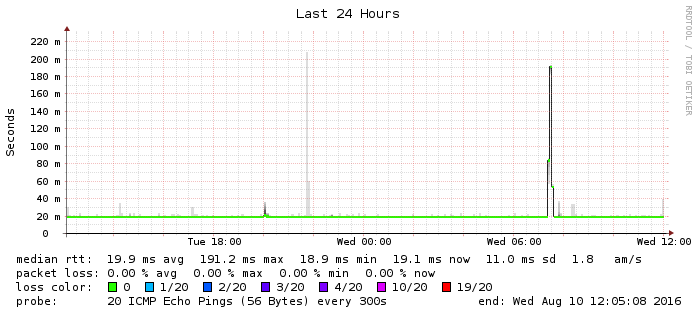 Last 24 Hours
RRDTOOL / TOBI OETIKER
Seconds
220 m
200 m
180 m
160 m
140 m
120 m
100 m
80 m
60 m
40 m
20 m
0
Tue 18:00 Wed 00:00 Wed 06:00 Wed 12:00
median rtt: 19.9 ms avg 191.2 ms max 18.9 ms min 19.1 ms now 11.0 ms sd 1.8 am/s
packet loss: 0.00 % avg 0.00 % max 0.00 % min 0.00 % now
loss color: 0 1/20 2/20 3/20 4/20 10/20 19/20
probe: 20 ICMP Echo Pings (56 Bytes) every 300s end: Wed Aug 10 12:05:08 2016